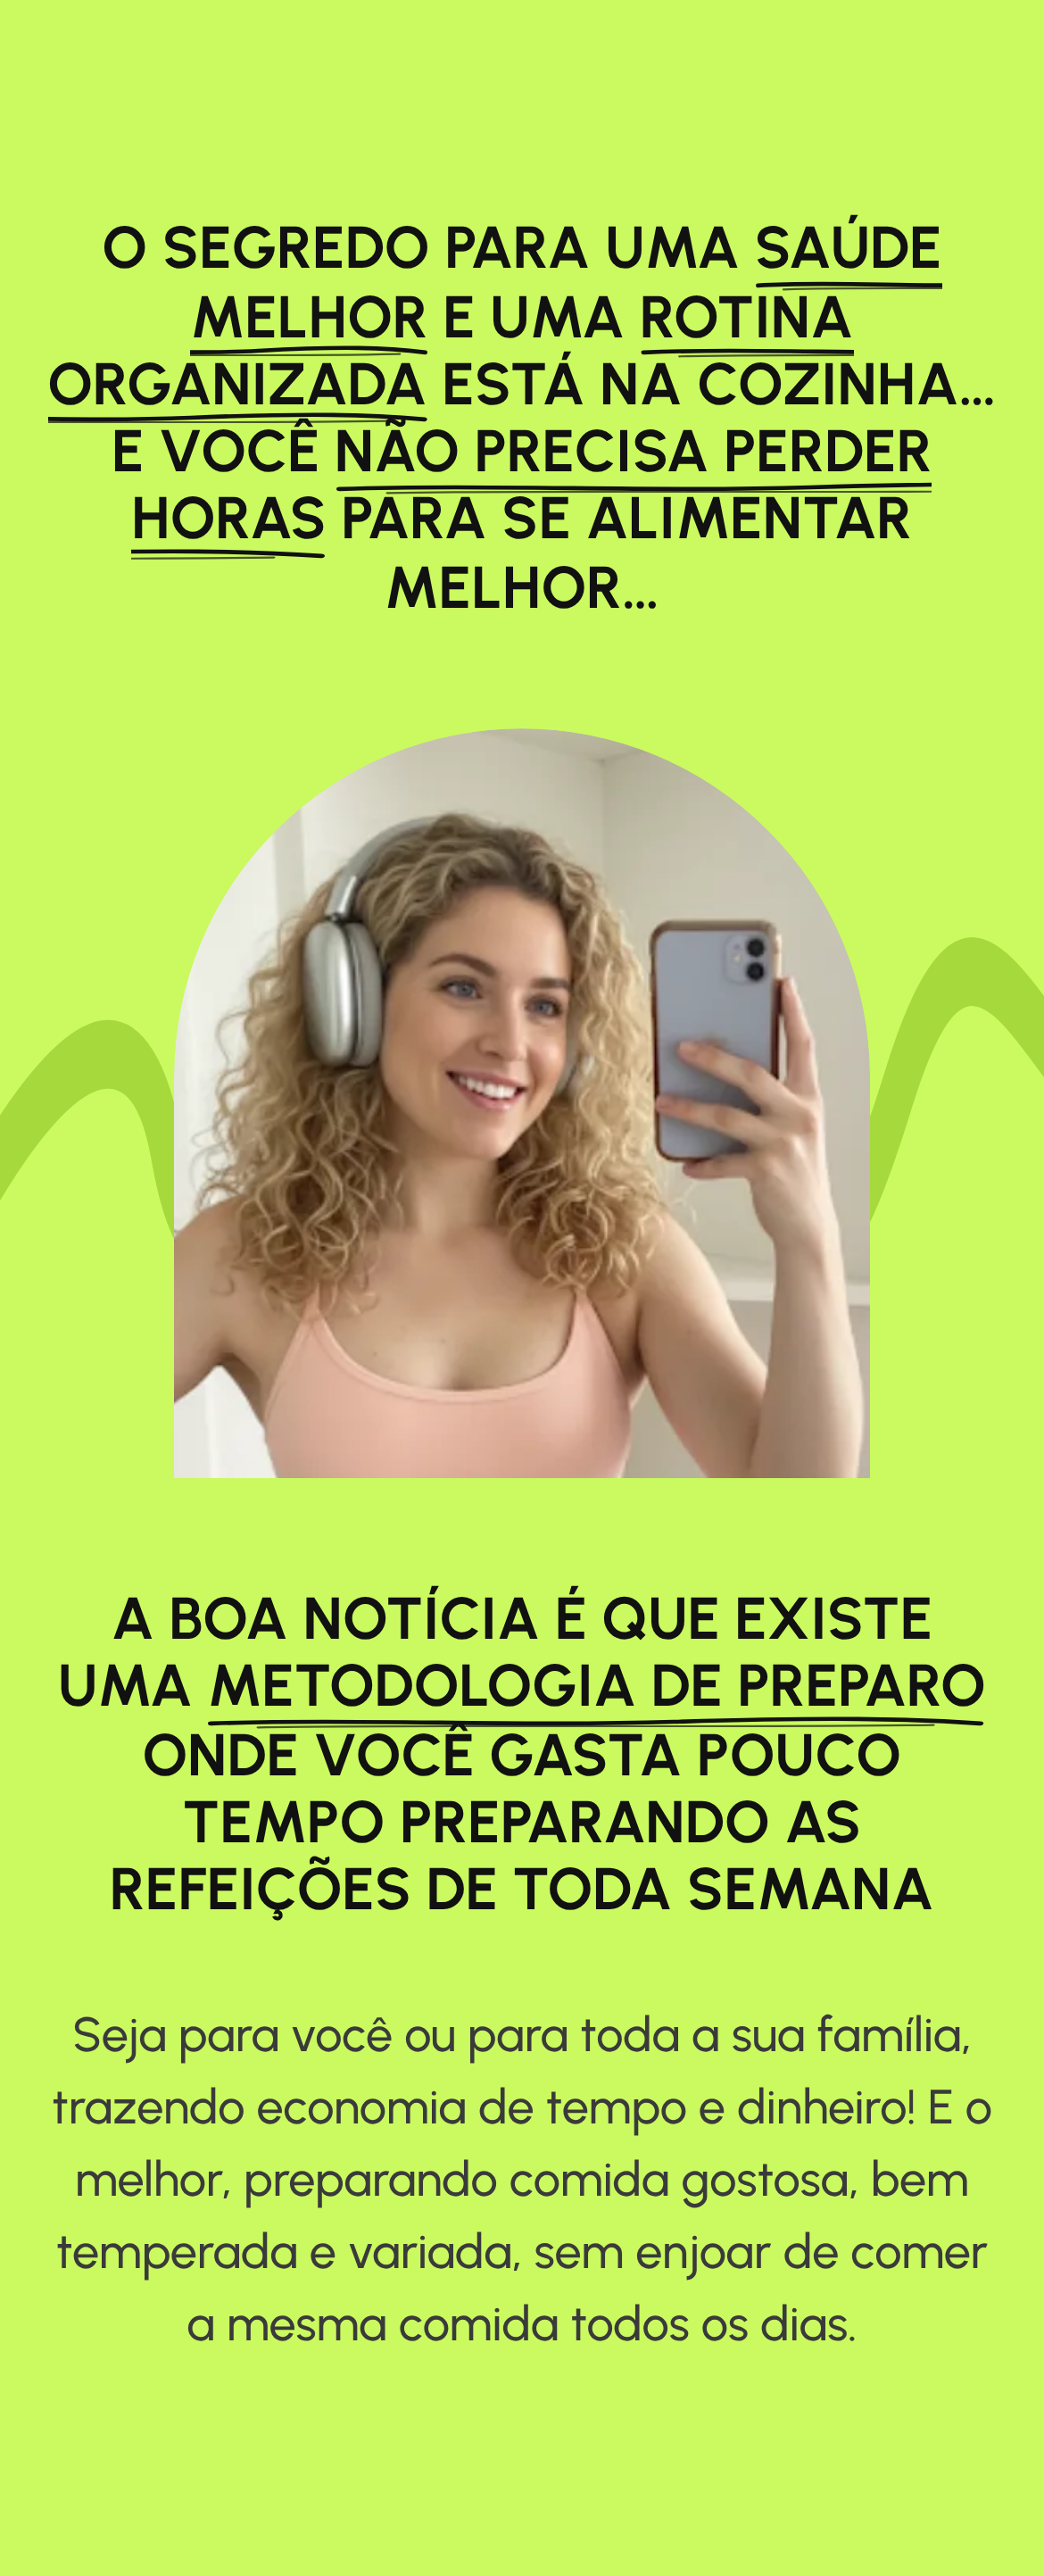 O SEGREDO PARA UMA SAÚDE
MELHOR E UMA ROTINA
ORGANIZADA ESTÁ NA COZINHA...
E VOCÊ NÃO PRECISA PERDER
HORAS PARA SE ALIMENTAR
MELHOR...
A BOA NOTÍCIA É QUE EXISTE
UMA METODOLOGIA DE PREPARO
ONDE VOCÊ GASTA POUCO
TEMPO PREPARANDO AS
REFEIÇÕES DE TODA SEMANA
Seja para você ou para toda a sua família,
trazendo economia de tempo e dinheiro! E o
melhor, preparando comida gostosa, bem
temperada e variada, sem enjoar de comer
a mesma comida todos os dias.